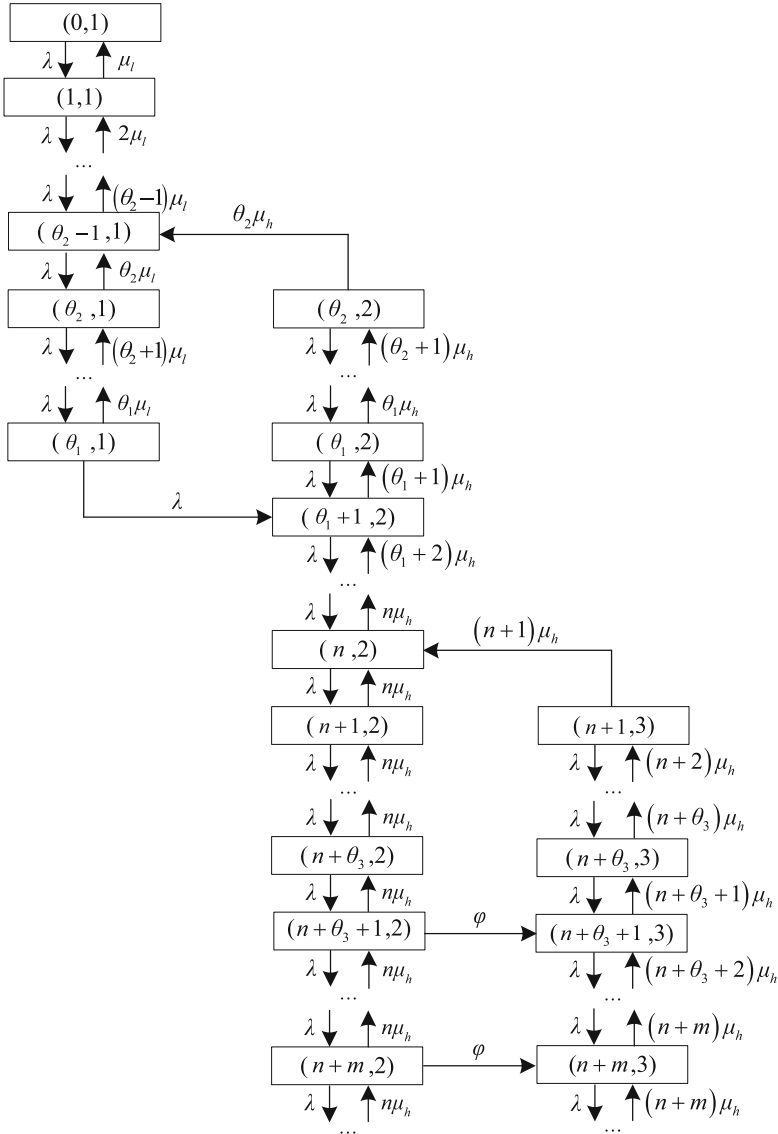 (0,1)
λ μ_l
(1,1)
λ 2μ_l
...
λ (θ_2−1)μ_l
(θ_2−1,1) θ_2μ_h
λ θ_2μ_l
(θ_2,1) (θ_2,2)
λ (θ_2+1)μ_l λ (θ_2+1)μ_h
... ...
λ θ_1μ_l λ θ_1μ_h
(θ_1,1) (θ_1,2)
λ (θ_1+1)μ_h
λ (θ_1+1,2)
λ (θ_1+2)μ_h
...
λ nμ_h
(n,2) (n+1)μ_h
λ nμ_h
(n+1,2) (n+1,3)
λ nμ_h λ (n+2)μ_h
... ...
λ nμ_h λ (n+θ_3)μ_h
(n+θ_3,2) (n+θ_3,3)
λ nμ_h λ (n+θ_3+1)μ_h
(n+θ_3+1,2) φ (n+θ_3+1,3)
λ nμ_h λ (n+θ_3+2)μ_h
... ...
λ nμ_h λ (n+m)μ_h
(n+m,2) φ (n+m,3)
λ nμ_h λ (n+m)μ_h
... ...